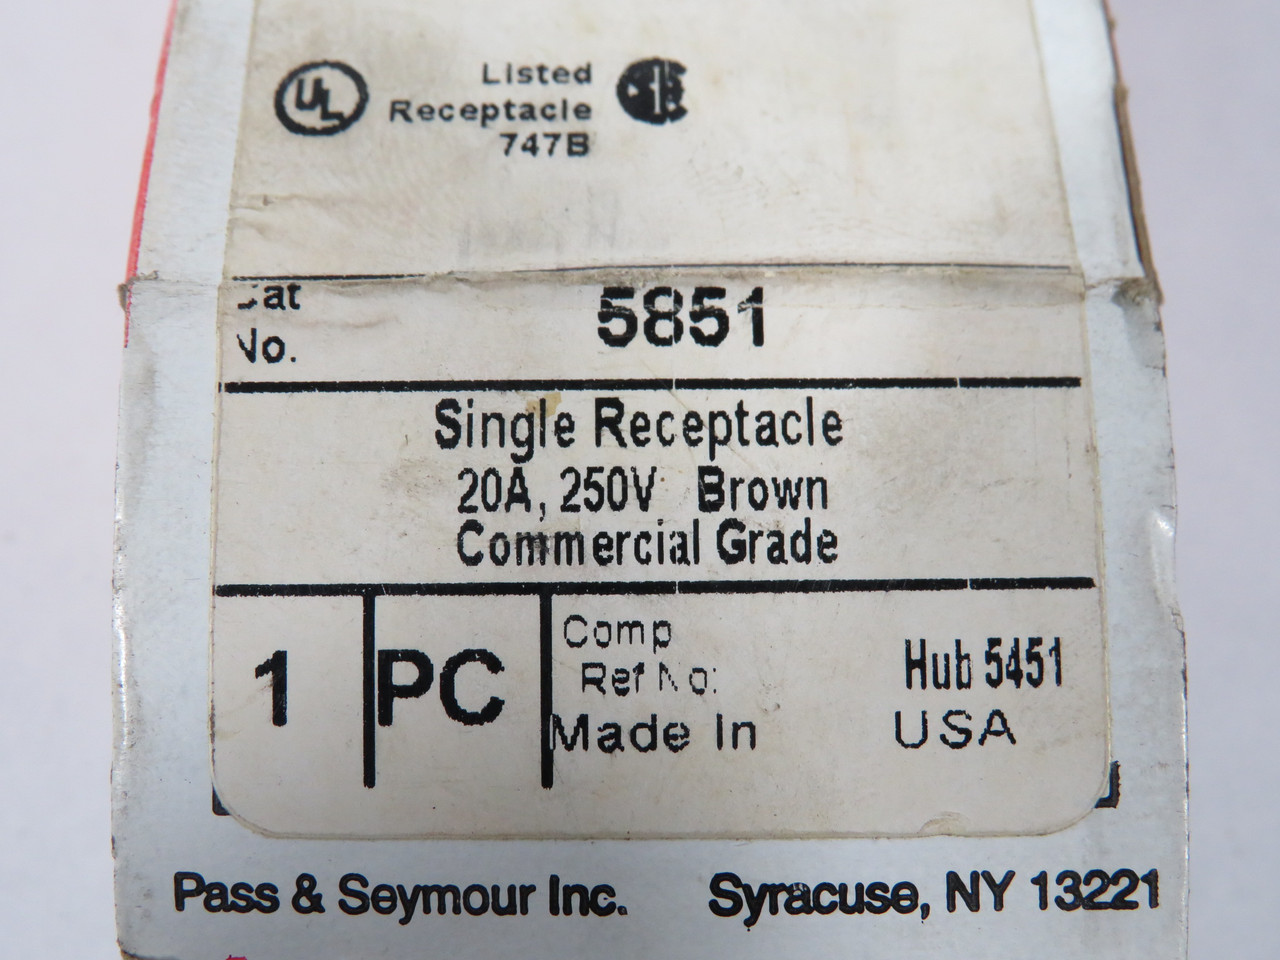 UL Listed
Receptacle
747B
Cat
No. 5851
Single Receptacle
20A, 250V Brown
Commercial Grade
1 PC
Comp
Ref No: Hub 5451
Made In USA
Pass & Seymour Inc. Syracuse, NY 13221